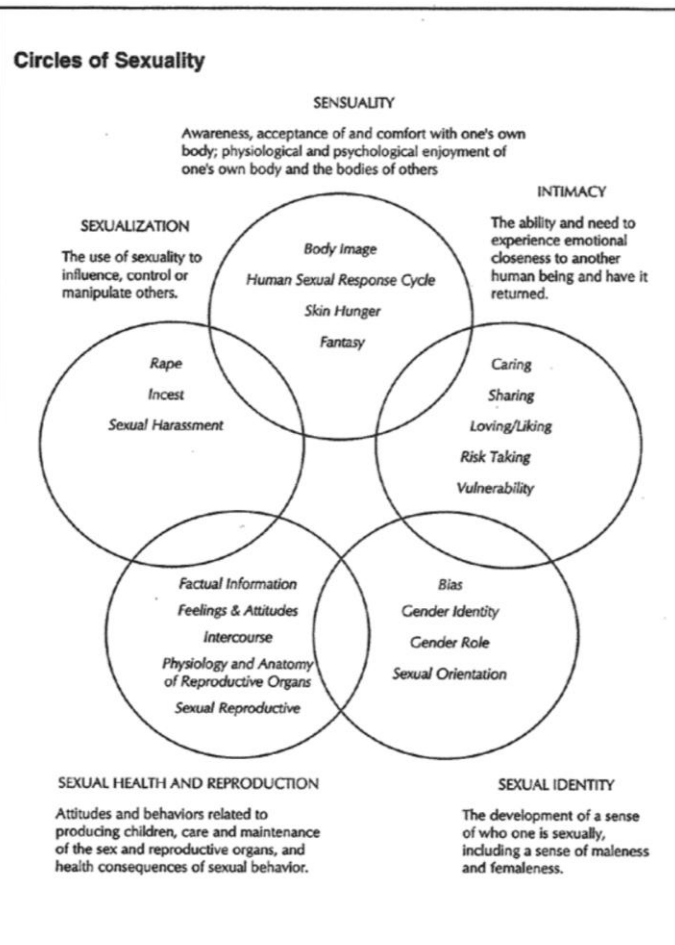 Circles of Sexuality
SENSUALITY
Awareness, acceptance of and comfort with one's own
body; physiological and psychological enjoyment of
one's own body and the bodies of others
INTIMACY
The ability and need to
experience emotional
closeness to another
human being and have it
returned.
SEXUALIZATION
The use of sexuality to
influence, control or
manipulate others.
Body Image
Human Sexual Response Cycle
Skin Hunger
Fantasy
Rape
Incest
Sexual Harassment
Caring
Sharing
Loving/Liking
Risk Taking
Vulnerability
Factual Information
Feelings & Attitudes
Intercourse
Physiology and Anatomy
of Reproductive Organs
Sexual Reproductive
Bias
Gender Identity
Gender Role
Sexual Orientation
SEXUAL HEALTH AND REPRODUCTION
Attitudes and behaviors related to
producing children, care and maintenance
of the sex and reproductive organs, and
health consequences of sexual behavior.
SEXUAL IDENTITY
The development of a sense
of who one is sexually,
including a sense of maleness
and femaleness.